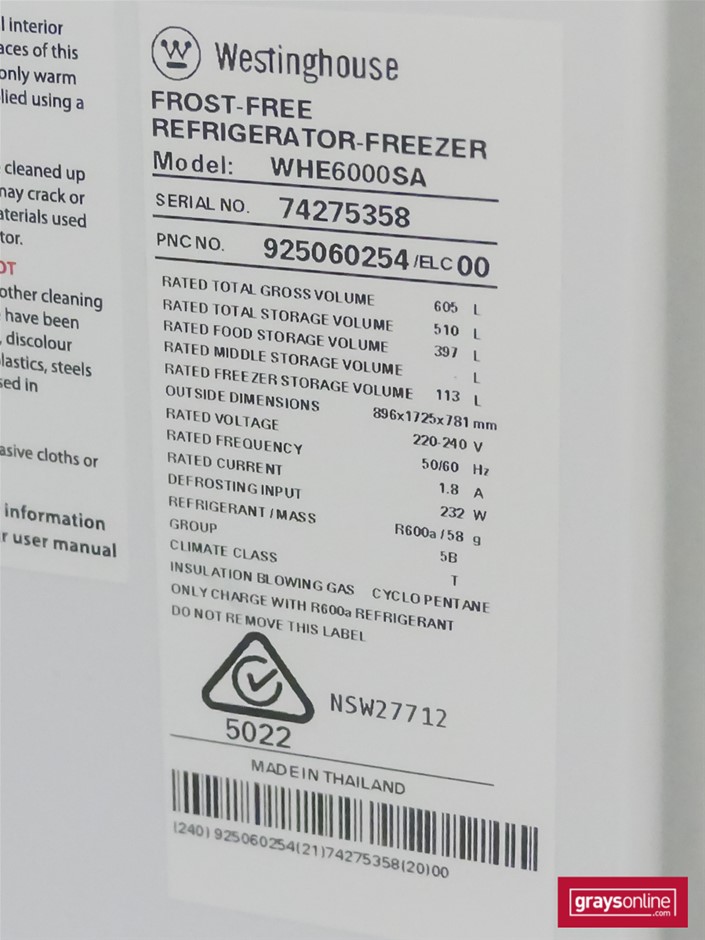 l interior
aces of this
only warm
lied using a
cleaned up
may crack or
aterials used
tor.
OT
other cleaning
have been
, discolour
lastics, steels
sed in
asive cloths or
information
r user manual
W
Westinghouse
FROST-FREE
REFRIGERATOR-FREEZER
Model: WHE6000SA
SERIAL NO. 74275358
PNC NO. 925060254 /ELC 00
RATED TOTAL GROSS VOLUME 605 L
RATED TOTAL STORAGE VOLUME 510 L
RATED FOOD STORAGE VOLUME 397 L
RATED MIDDLE STORAGE VOLUME . L
RATED FREEZER STORAGE VOLUME 113 L
OUTSIDE DIMENSIONS 896x1725x781 mm
RATED VOLTAGE 220-240 V
RATED FREQUENCY 50/60 Hz
RATED CURRENT 1.8 A
DEFROSTING INPUT 232 W
REFRIGERANT / MASS R600a / 58 g
GROUP 5B
CLIMATE CLASS T
INSULATION BLOWING GAS CYCLO PENTANE
ONLY CHARGE WITH R600a REFRIGERANT
DO NOT REMOVE THIS LABEL
NSW27712
5022
MADE IN THAILAND
(240) 925060254(21)74275358(20)00
graysonline
.com